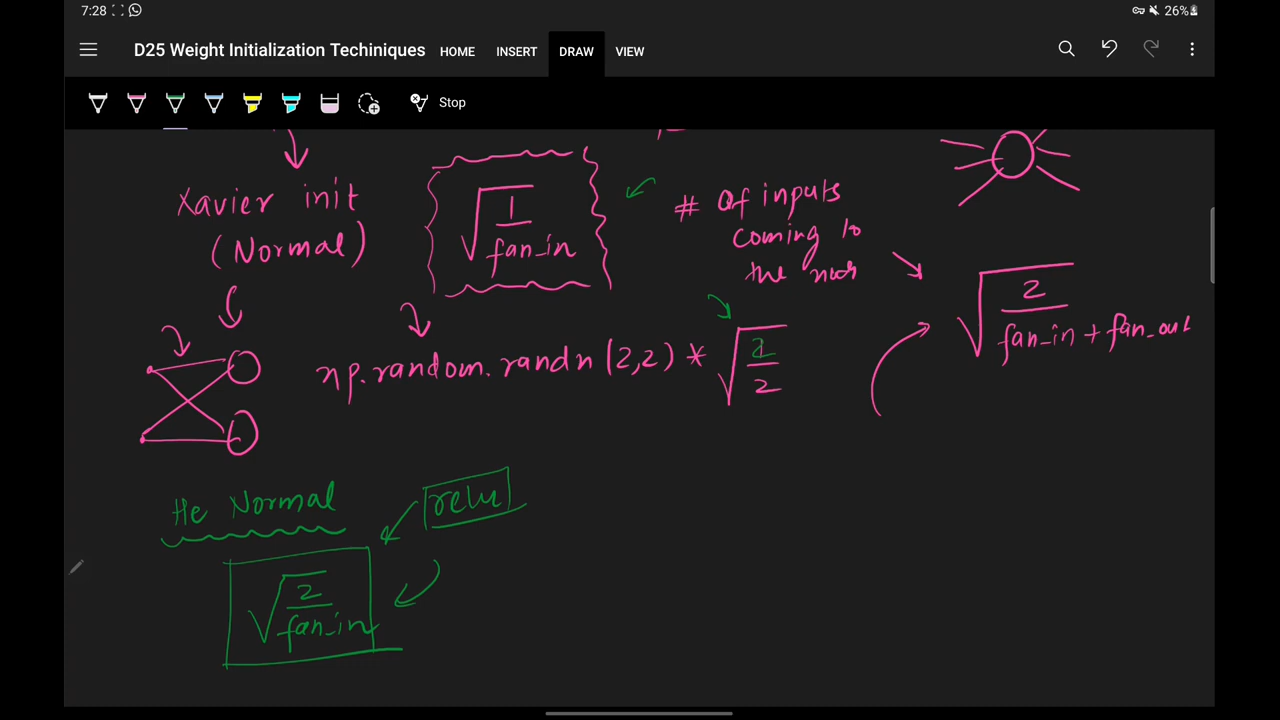 7:28
26%
D25 Weight Initialization Techiniques HOME INSERT DRAW VIEW
Stop
Xavier init
(Normal)
√(1/fan_in)
# Of inputs
coming to
the
√(2/(fan_in + fan_out
np.random.randn (2,2) * √(2/2)
He Normal
relu
√(2/fan_in)